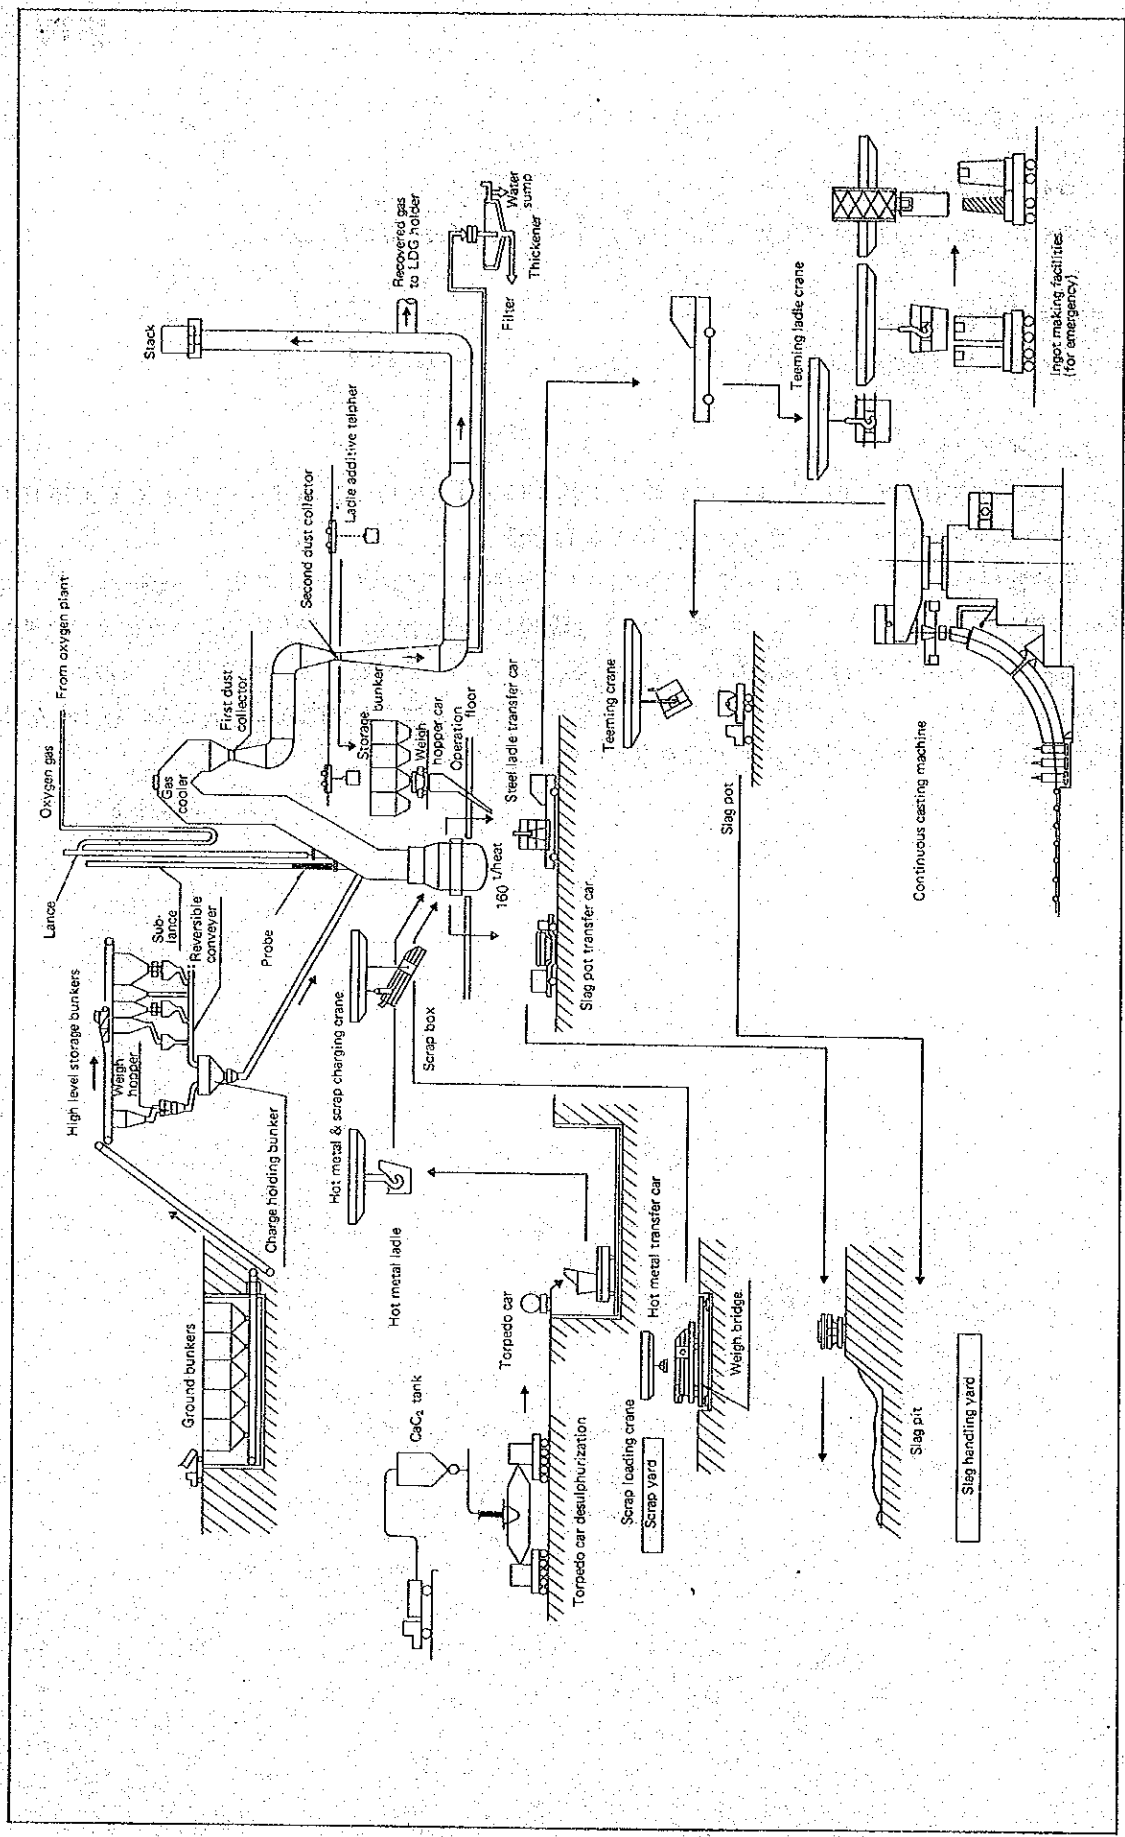 Stack
Recovered gas
to LDG holder
Water
sump
Thickener
Filter
From oxygen plant
Oxygen gas
Lance
Sub-
lance
Reversible
conveyer
Probe
High level storage bunkers
Weigh
hopper
Charge holding bunker
Ground bunkers
First dust
collector
Gas
cooler
Second dust collector
Ladle additive telpher
Storage
bunker
Weigh
hopper car
Operation
floor
160 t/heat
Hot metal & scrap charging crane
Scrap box
Hot metal ladle
CaC₂ tank
Torpedo car
Torpedo car desulphurization
Hot metal transfer car
Scrap loading crane
Scrap yard
Weigh bridge
Steel ladle transfer car
Slag pot transfer car
Teeming crane
Slag pot
Teeming ladle crane
Ingot making facilities
(for emergency)
Continuous casting machine
Slag pit
Slag handling yard